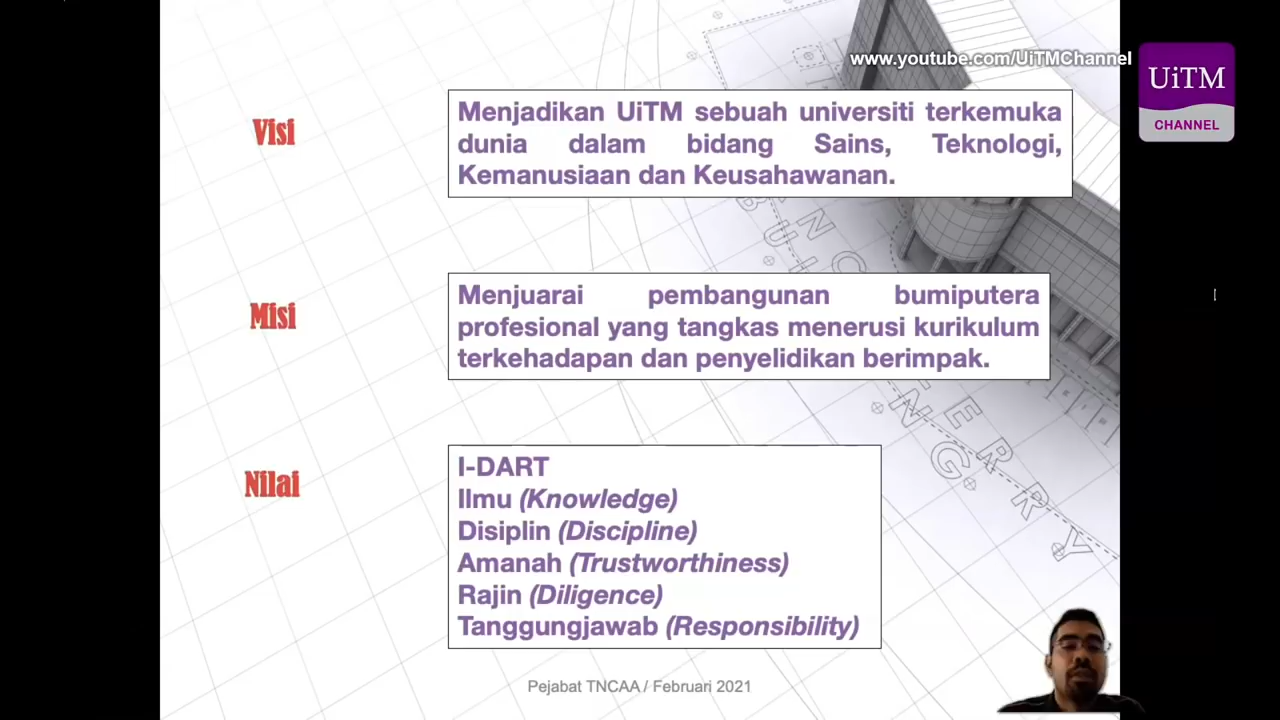 www.youtube.com/UiTMChannel
UiTM
CHANNEL
Visi
Menjadikan UiTM sebuah universiti terkemuka
dunia dalam bidang Sains, Teknologi,
Kemanusiaan dan Keusahawanan.
Misi
Menjuarai pembangunan bumiputera
profesional yang tangkas menerusi kurikulum
terkehadapan dan penyelidikan berimpak.
Nilai
I-DART
Ilmu (Knowledge)
Disiplin (Discipline)
Amanah (Trustworthiness)
Rajin (Diligence)
Tanggungjawab (Responsibility)
Pejabat TNCAA / Februari 2021